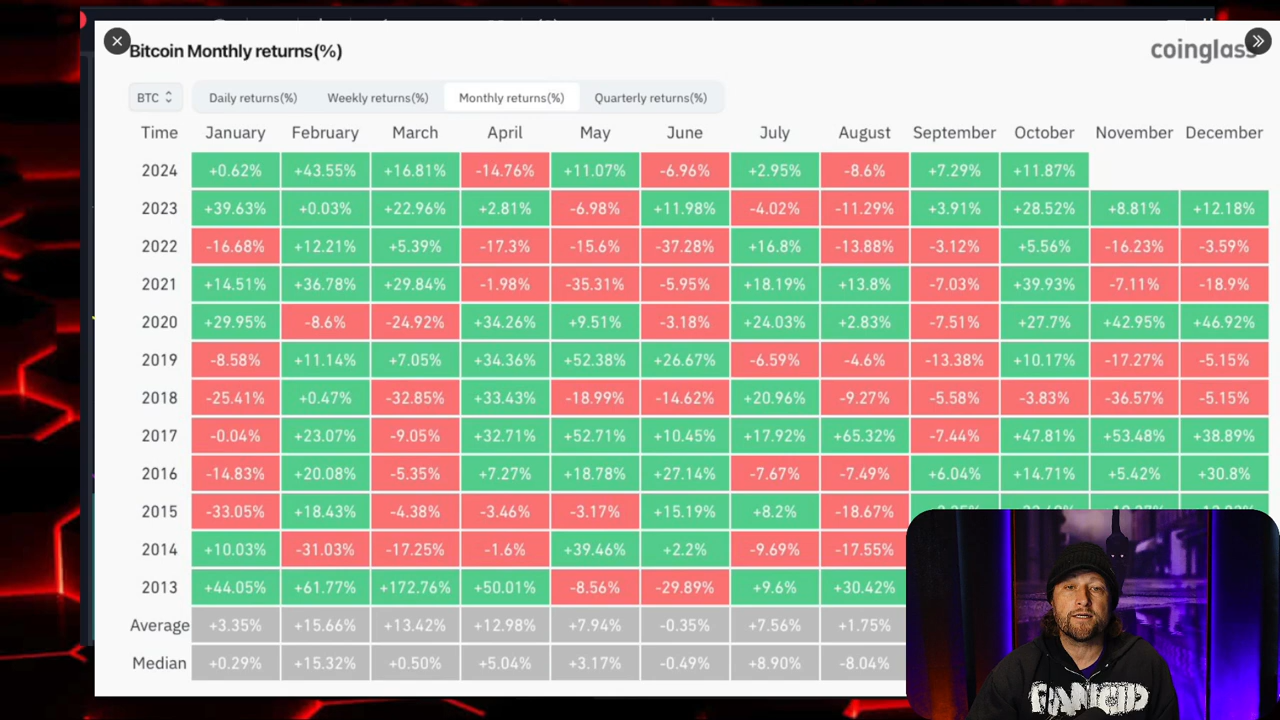 Bitcoin Monthly returns(%)
coinglass
BTC Daily returns(%) Weekly returns(%) Monthly returns(%) Quarterly returns(%)
Time January February March April May June July August September October November December
2024 +0.62% +43.55% +16.81% -14.76% +11.07% -6.96% +2.95% -8.6% +7.29% +11.87%
2023 +39.63% +0.03% +22.96% +2.81% -6.98% +11.98% -4.02% -11.29% +3.91% +28.52% +8.81% +12.18%
2022 -16.68% +12.21% +5.39% -17.3% -15.6% -37.28% +16.8% -13.88% -3.12% +5.56% -16.23% -3.59%
2021 +14.51% +36.78% +29.84% -1.98% -35.31% -5.95% +18.19% +13.8% -7.03% +39.93% -7.11% -18.9%
2020 +29.95% -8.6% -24.92% +34.26% +9.51% -3.18% +24.03% +2.83% -7.51% +27.7% +42.95% +46.92%
2019 -8.58% +11.14% +7.05% +34.36% +52.38% +26.67% -6.59% -4.6% -13.38% +10.17% -17.27% -5.15%
2018 -25.41% +0.47% -32.85% +33.43% -18.99% -14.62% +20.96% -9.27% -5.58% -3.83% -36.57% -5.15%
2017 -0.04% +23.07% -9.05% +32.71% +52.71% +10.45% +17.92% +65.32% -7.44% +47.81% +53.48% +38.89%
2016 -14.83% +20.08% -5.35% +7.27% +18.78% +27.14% -7.67% -7.49% +6.04% +14.71% +5.42% +30.8%
2015 -33.05% +18.43% -4.38% -3.46% -3.17% +15.19% +8.2% -18.67%
2014 +10.03% -31.03% -17.25% -1.6% +39.46% +2.2% -9.69% -17.55%
2013 +44.05% +61.77% +172.76% +50.01% -8.56% -29.89% +9.6% +30.42%
Average +3.35% +15.66% +13.42% +12.98% +7.94% -0.35% +7.56% +1.75%
Median +0.29% +15.32% +0.50% +5.04% +3.17% -0.49% +8.90% -8.04%
RANCID